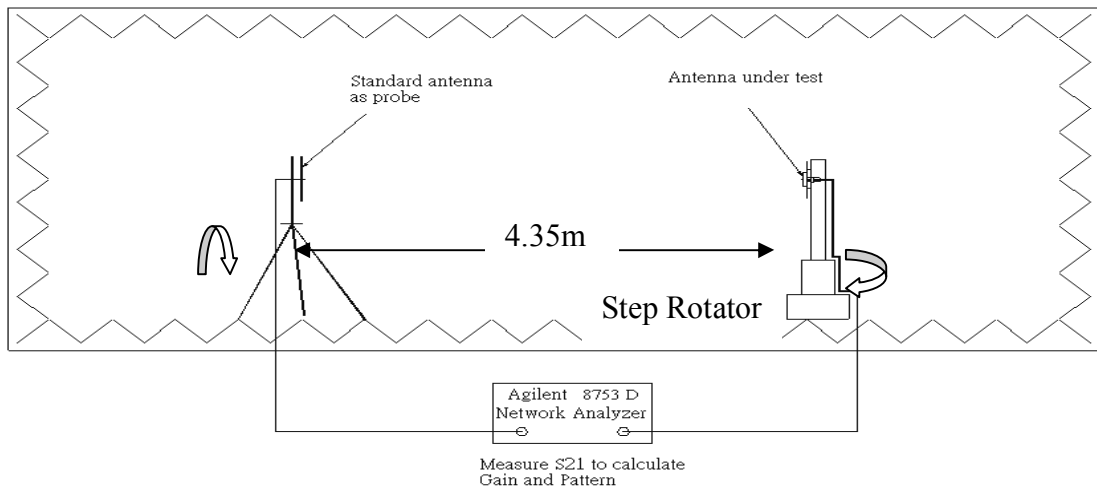 Standard antenna
as probe
Antenna under test
4.35m
Step Rotator
Agilent 8753 D
Network Analyzer
Measure S21 to calculate
Gain and Pattern